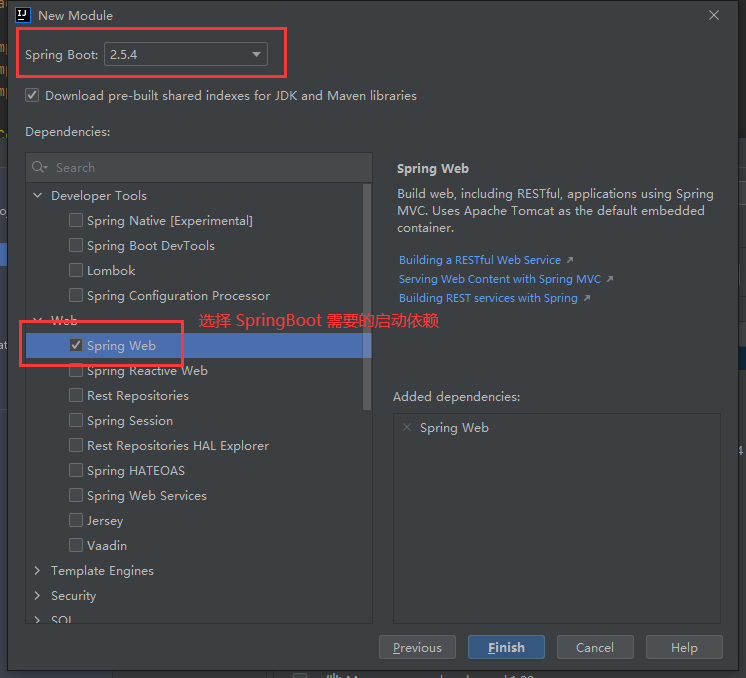 New Module
Spring Boot: 2.5.4
Download pre-built shared indexes for JDK and Maven libraries
Dependencies:
Search
Developer Tools
Spring Native [Experimental]
Spring Boot DevTools
Lombok
Spring Configuration Processor
Web
选择 SpringBoot 需要的启动依赖
Spring Web
Spring Reactive Web
Rest Repositories
Spring Session
Rest Repositories HAL Explorer
Spring HATEOAS
Spring Web Services
Jersey
Vaadin
Template Engines
Security
SQL
Spring Web
Build web, including RESTful, applications using Spring
MVC. Uses Apache Tomcat as the default embedded
container.
Building a RESTful Web Service
Serving Web Content with Spring MVC
Building REST services with Spring
Added dependencies:
Spring Web
Previous
Finish
Cancel
Help